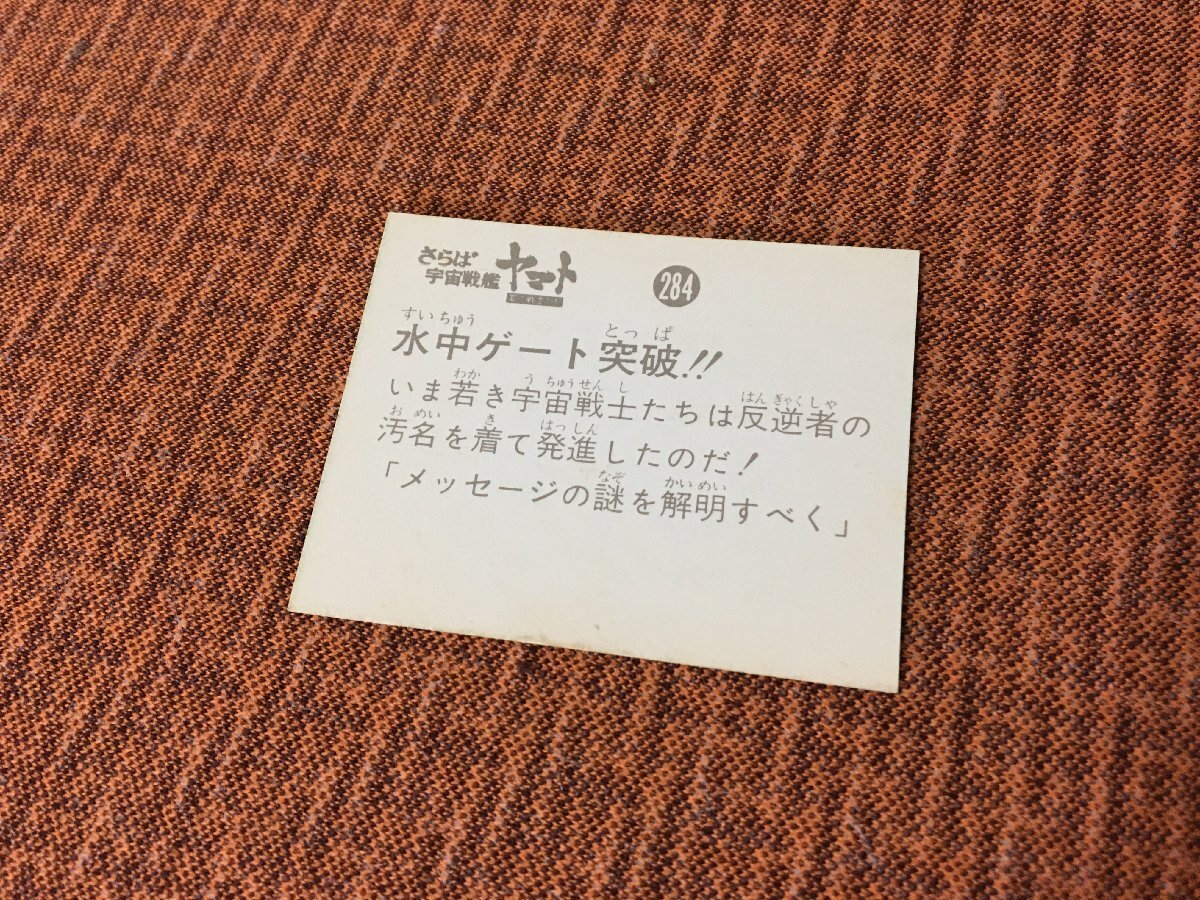 さらば
宇宙戦艦 ヤマト
284
すいちゅう とっぱ
水中ゲート突破!!
わか うちゅうせんし はんぎゃくしゃ
いま若き宇宙戦士たちは反逆者の
おめい き はっしん
汚名を着て発進したのだ!
なぞ かいめい
「メッセージの謎を解明すべく」